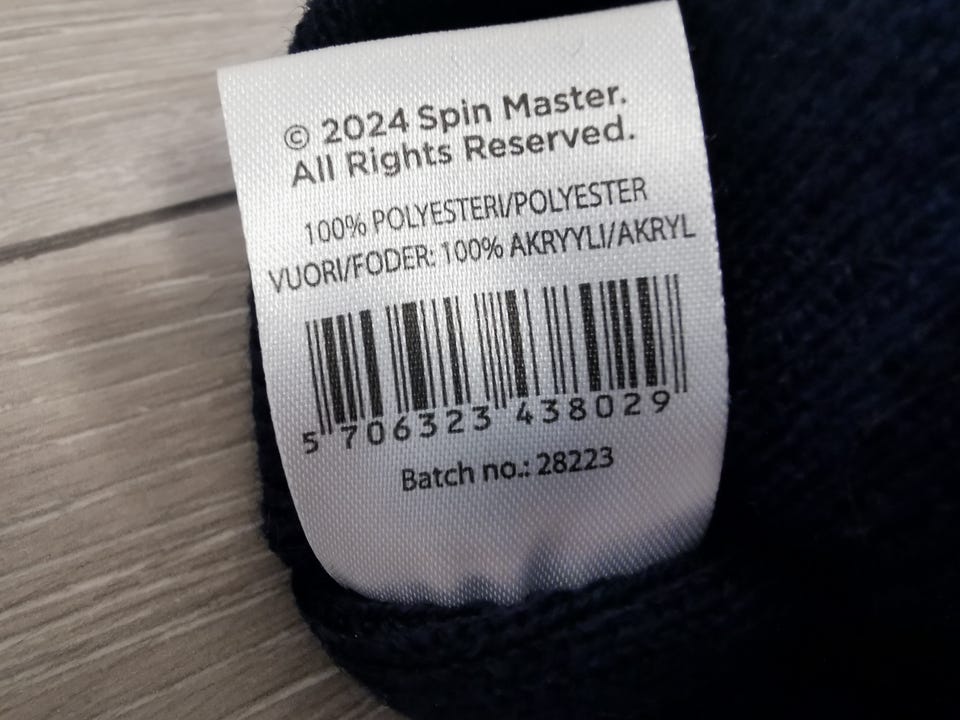 © 2024 Spin Master.
All Rights Reserved.
100% POLYESTERI/POLYESTER
VUORI/FODER: 100% AKRYYLI/AKRYL
5 706323 438029
Batch no.: 28223